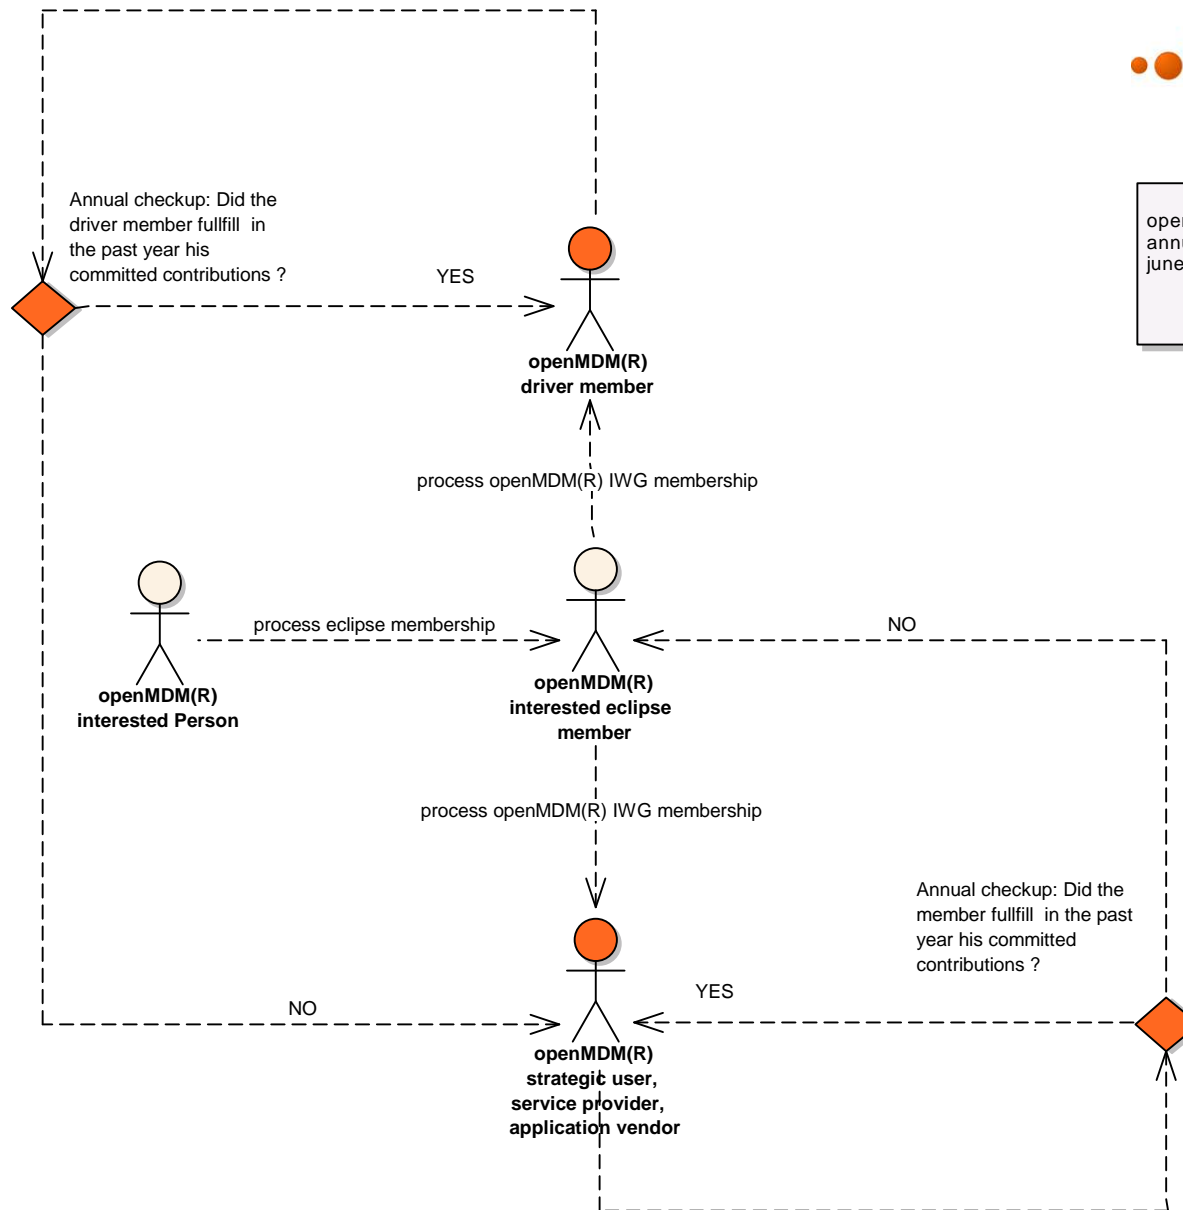 Annual checkup: Did the
driver member fullfill in
the past year his
committed contributions ?
YES
openMDM(R)
driver member
process openMDM(R) IWG membership
process eclipse membership
NO
openMDM(R)
interested Person
openMDM(R)
interested eclipse
member
process openMDM(R) IWG membership
Annual checkup: Did the
member fullfill in the past
year his committed
contributions ?
NO
YES
openMDM(R)
strategic user,
service provider,
application vendor
june